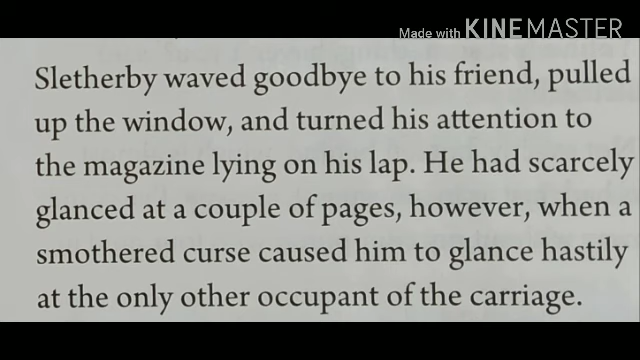 Made with KINEMASTER
Sletherby waved goodbye to his friend, pulled
up the window, and turned his attention to
the magazine lying on his lap. He had scarcely
glanced at a couple of pages, however, when a
smothered curse caused him to glance hastily
at the only other occupant of the carriage.